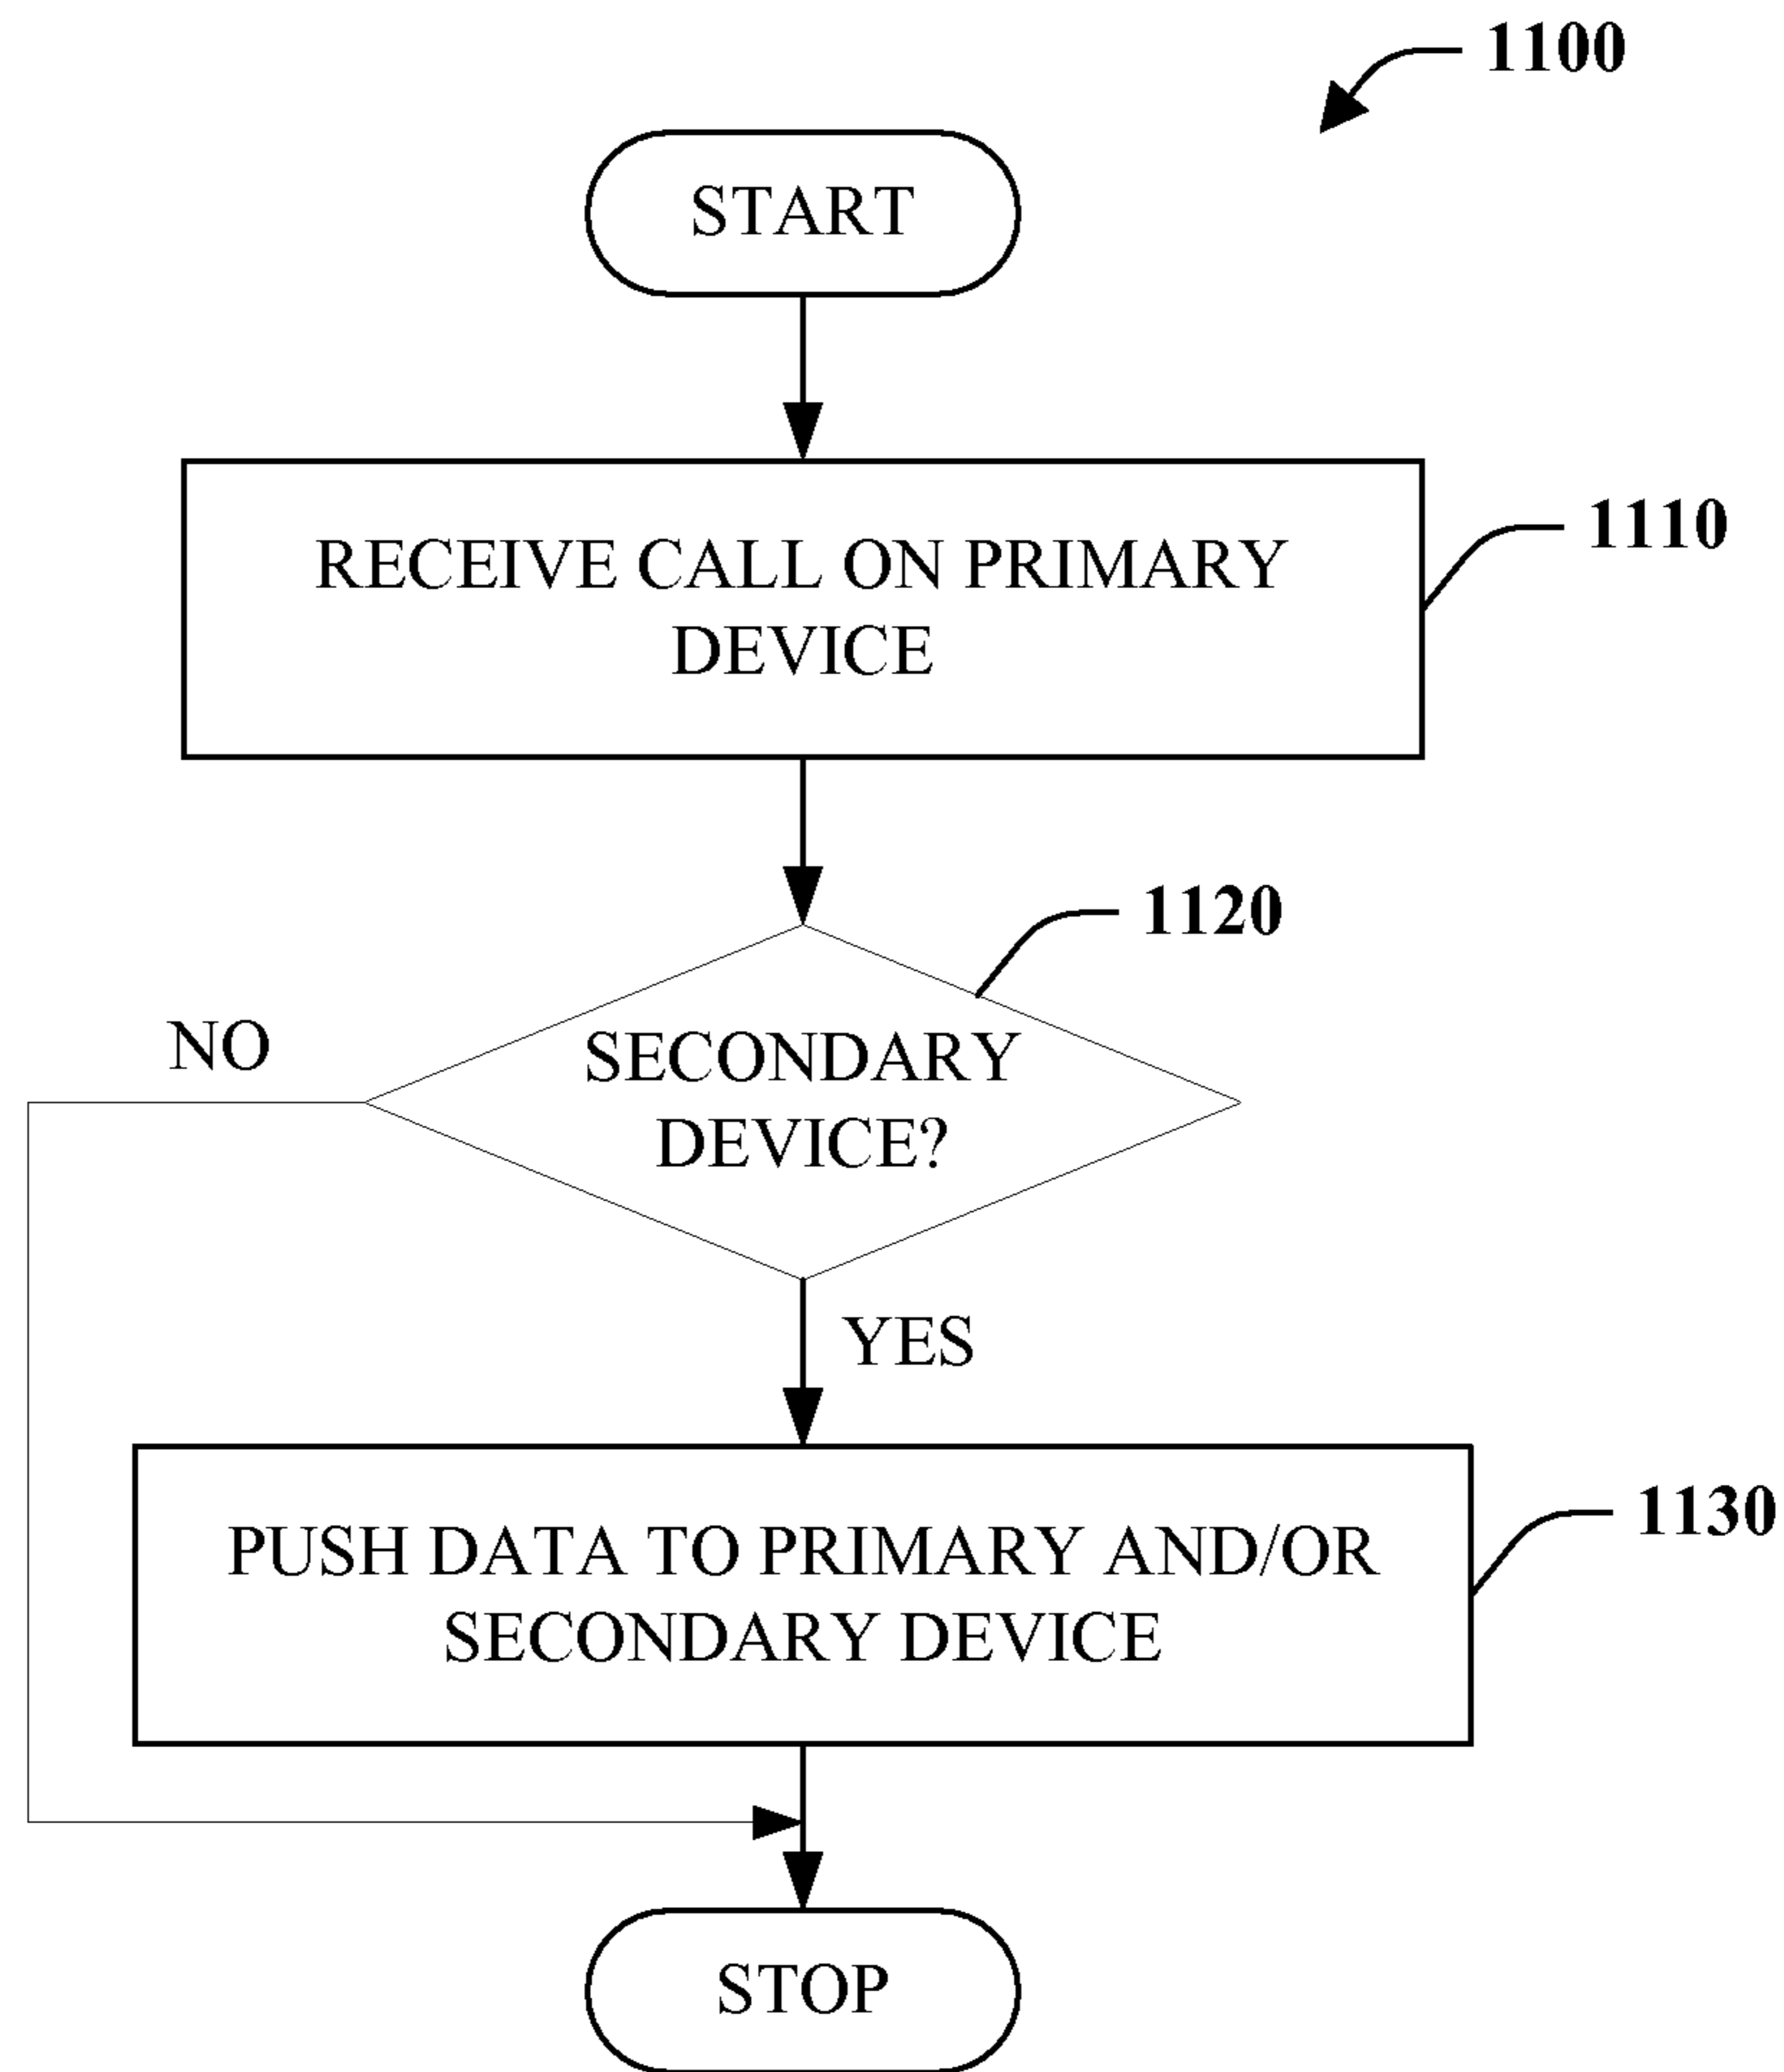 1100
START
RECEIVE CALL ON PRIMARY
DEVICE
1110
1120
SECONDARY
DEVICE?
NO
YES
PUSH DATA TO PRIMARY AND/OR
SECONDARY DEVICE
1130
STOP